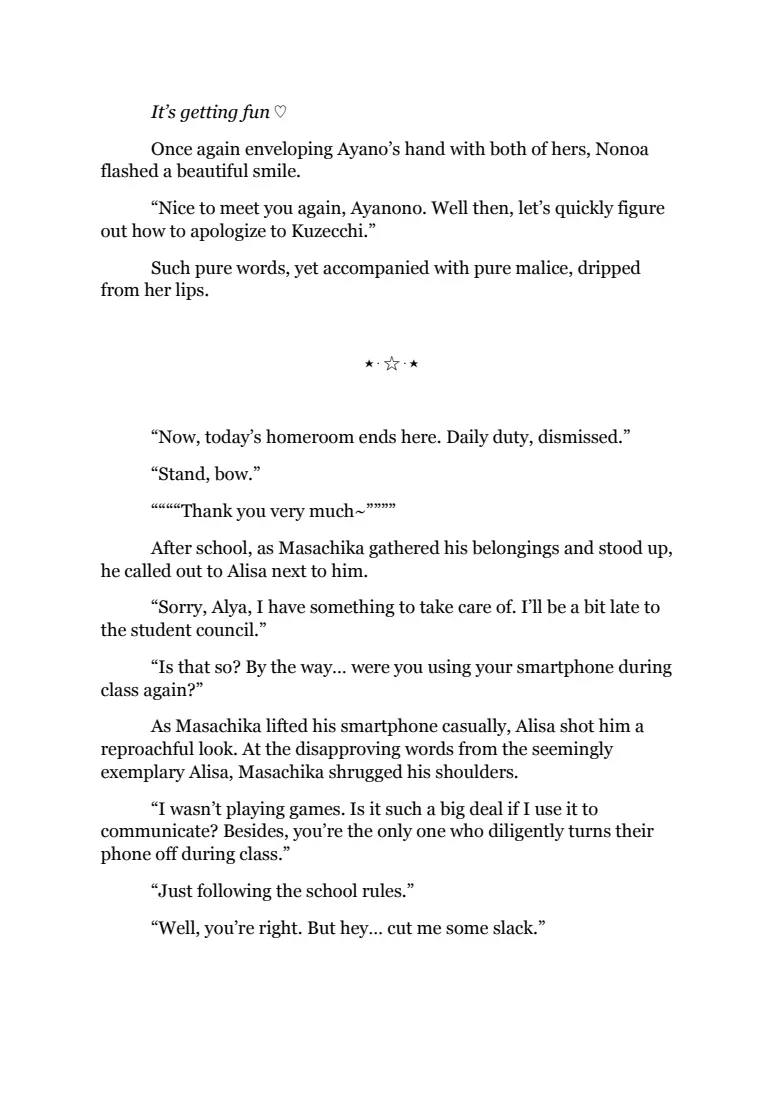 It’s getting fun ♡
Once again enveloping Ayano’s hand with both of hers, Nonoa
flashed a beautiful smile.
“Nice to meet you again, Ayanono. Well then, let’s quickly figure
out how to apologize to Kuzecchi.”
Such pure words, yet accompanied with pure malice, dripped
from her lips.
⋆·☆·⋆
“Now, today’s homeroom ends here. Daily duty, dismissed.”
“Stand, bow.”
““““Thank you very much~””””
After school, as Masachika gathered his belongings and stood up,
he called out to Alisa next to him.
“Sorry, Alya, I have something to take care of. I’ll be a bit late to
the student council.”
“Is that so? By the way… were you using your smartphone during
class again?”
As Masachika lifted his smartphone casually, Alisa shot him a
reproachful look. At the disapproving words from the seemingly
exemplary Alisa, Masachika shrugged his shoulders.
“I wasn’t playing games. Is it such a big deal if I use it to
communicate? Besides, you’re the only one who diligently turns their
phone off during class.”
“Just following the school rules.”
“Well, you’re right. But hey… cut me some slack.”